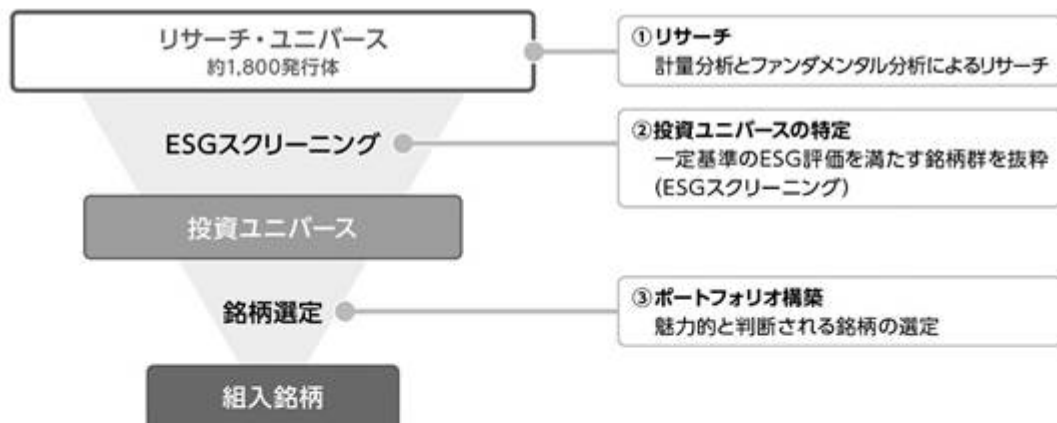 リサーチ・ユニバース
約1,800発行体
①リサーチ
計量分析とファンダメンタル分析によるリサーチ
ESGスクリーニング
②投資ユニバースの特定
一定基準のESG評価を満たす銘柄群を抜粋
(ESGスクリーニング)
投資ユニバース
銘柄選定
③ポートフォリオ構築
魅力的と判断される銘柄の選定
組入銘柄